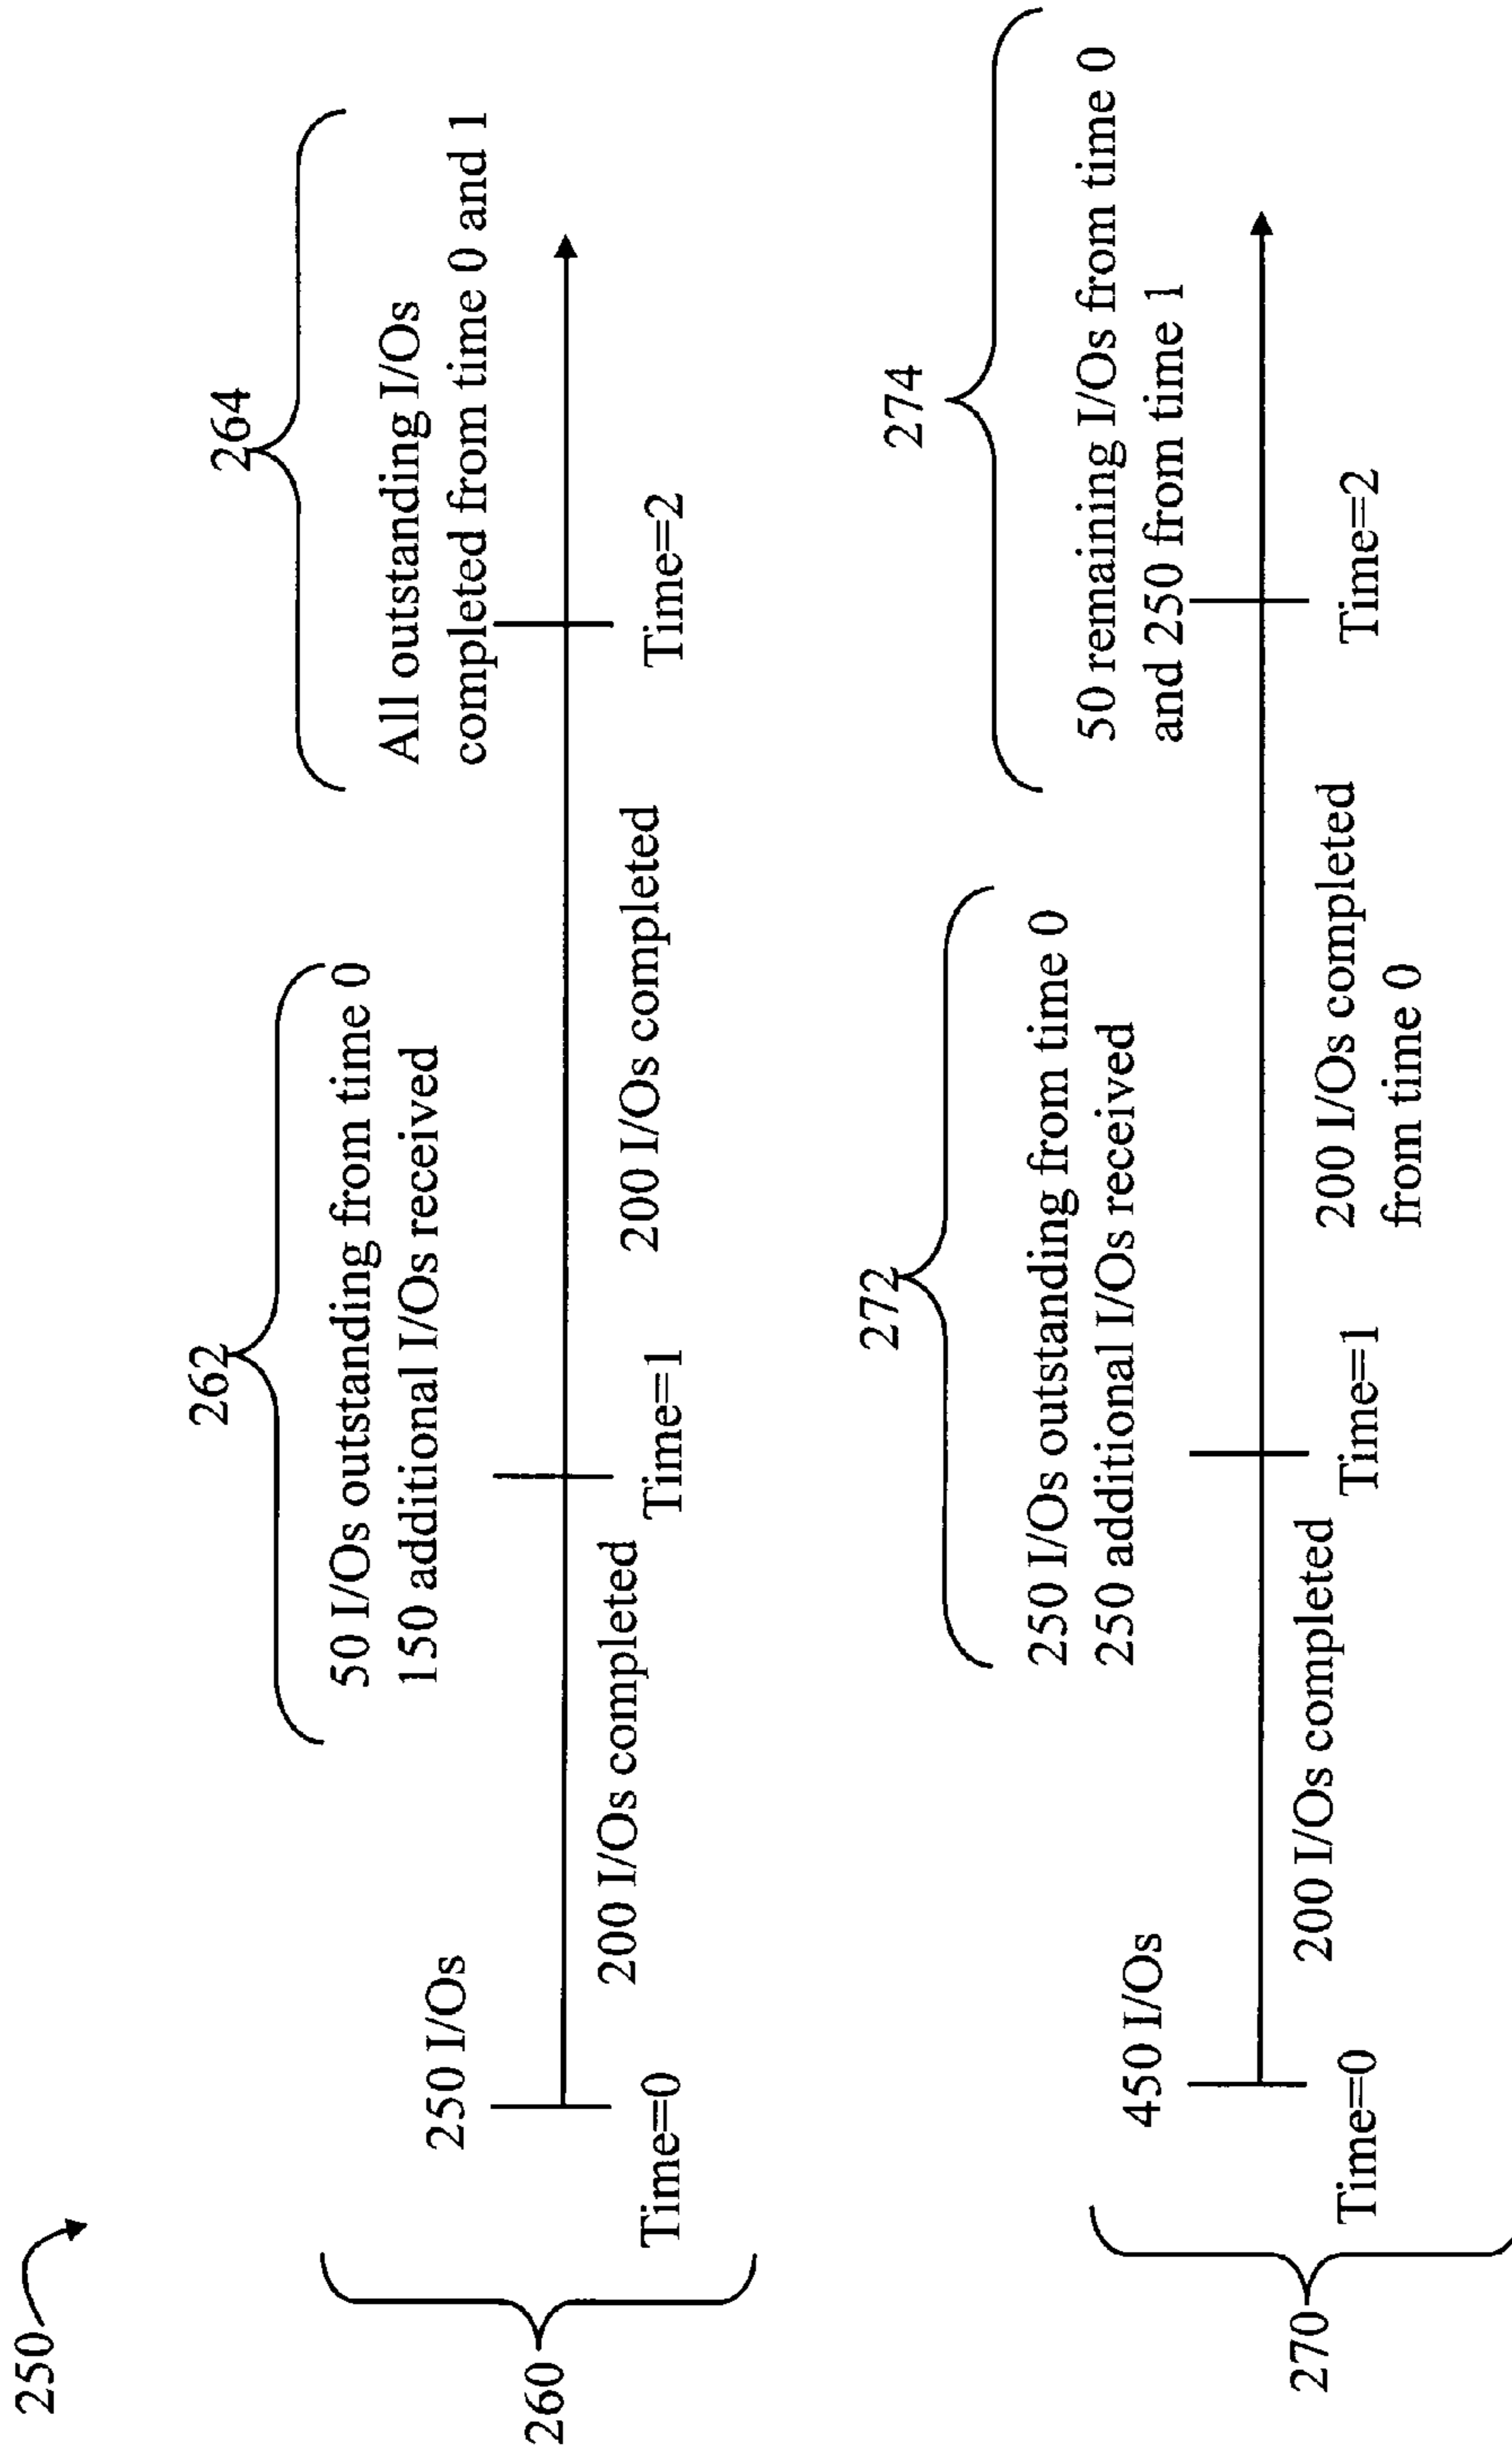 250
260
262
264
50 I/Os outstanding from time 0
150 additional I/Os received
All outstanding I/Os
completed from time 0 and 1
250 I/Os
200 I/Os completed
200 I/Os completed
Time=0
Time=1
Time=2
270
272
274
250 I/Os outstanding from time 0
250 additional I/Os received
50 remaining I/Os from time 0
and 250 from time 1
450 I/Os
200 I/Os completed
200 I/Os completed
from time 0
Time=0
Time=1
Time=2